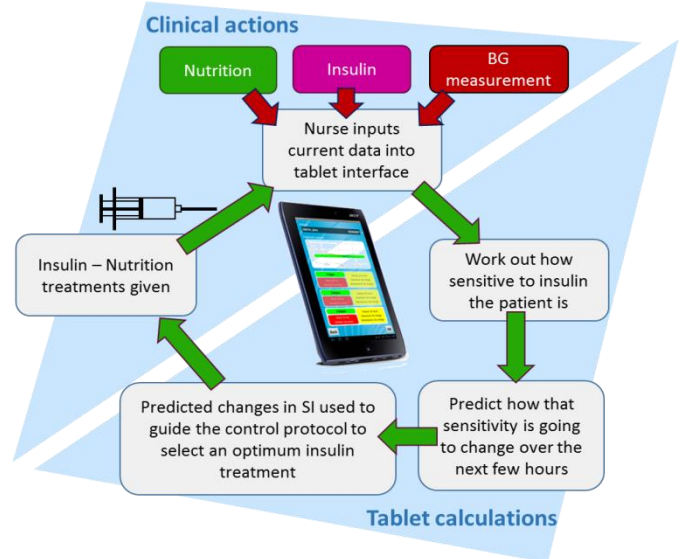 Clinical actions
Nutrition
Insulin
BG
measurement
Nurse inputs
current data into
tablet interface
Insulin – Nutrition
treatments given
Work out how
sensitive to insulin
the patient is
Predicted changes in SI used to
guide the control protocol to
select an optimum insulin
treatment
Predict how that
sensitivity is going
to change over the
next few hours
Tablet calculations